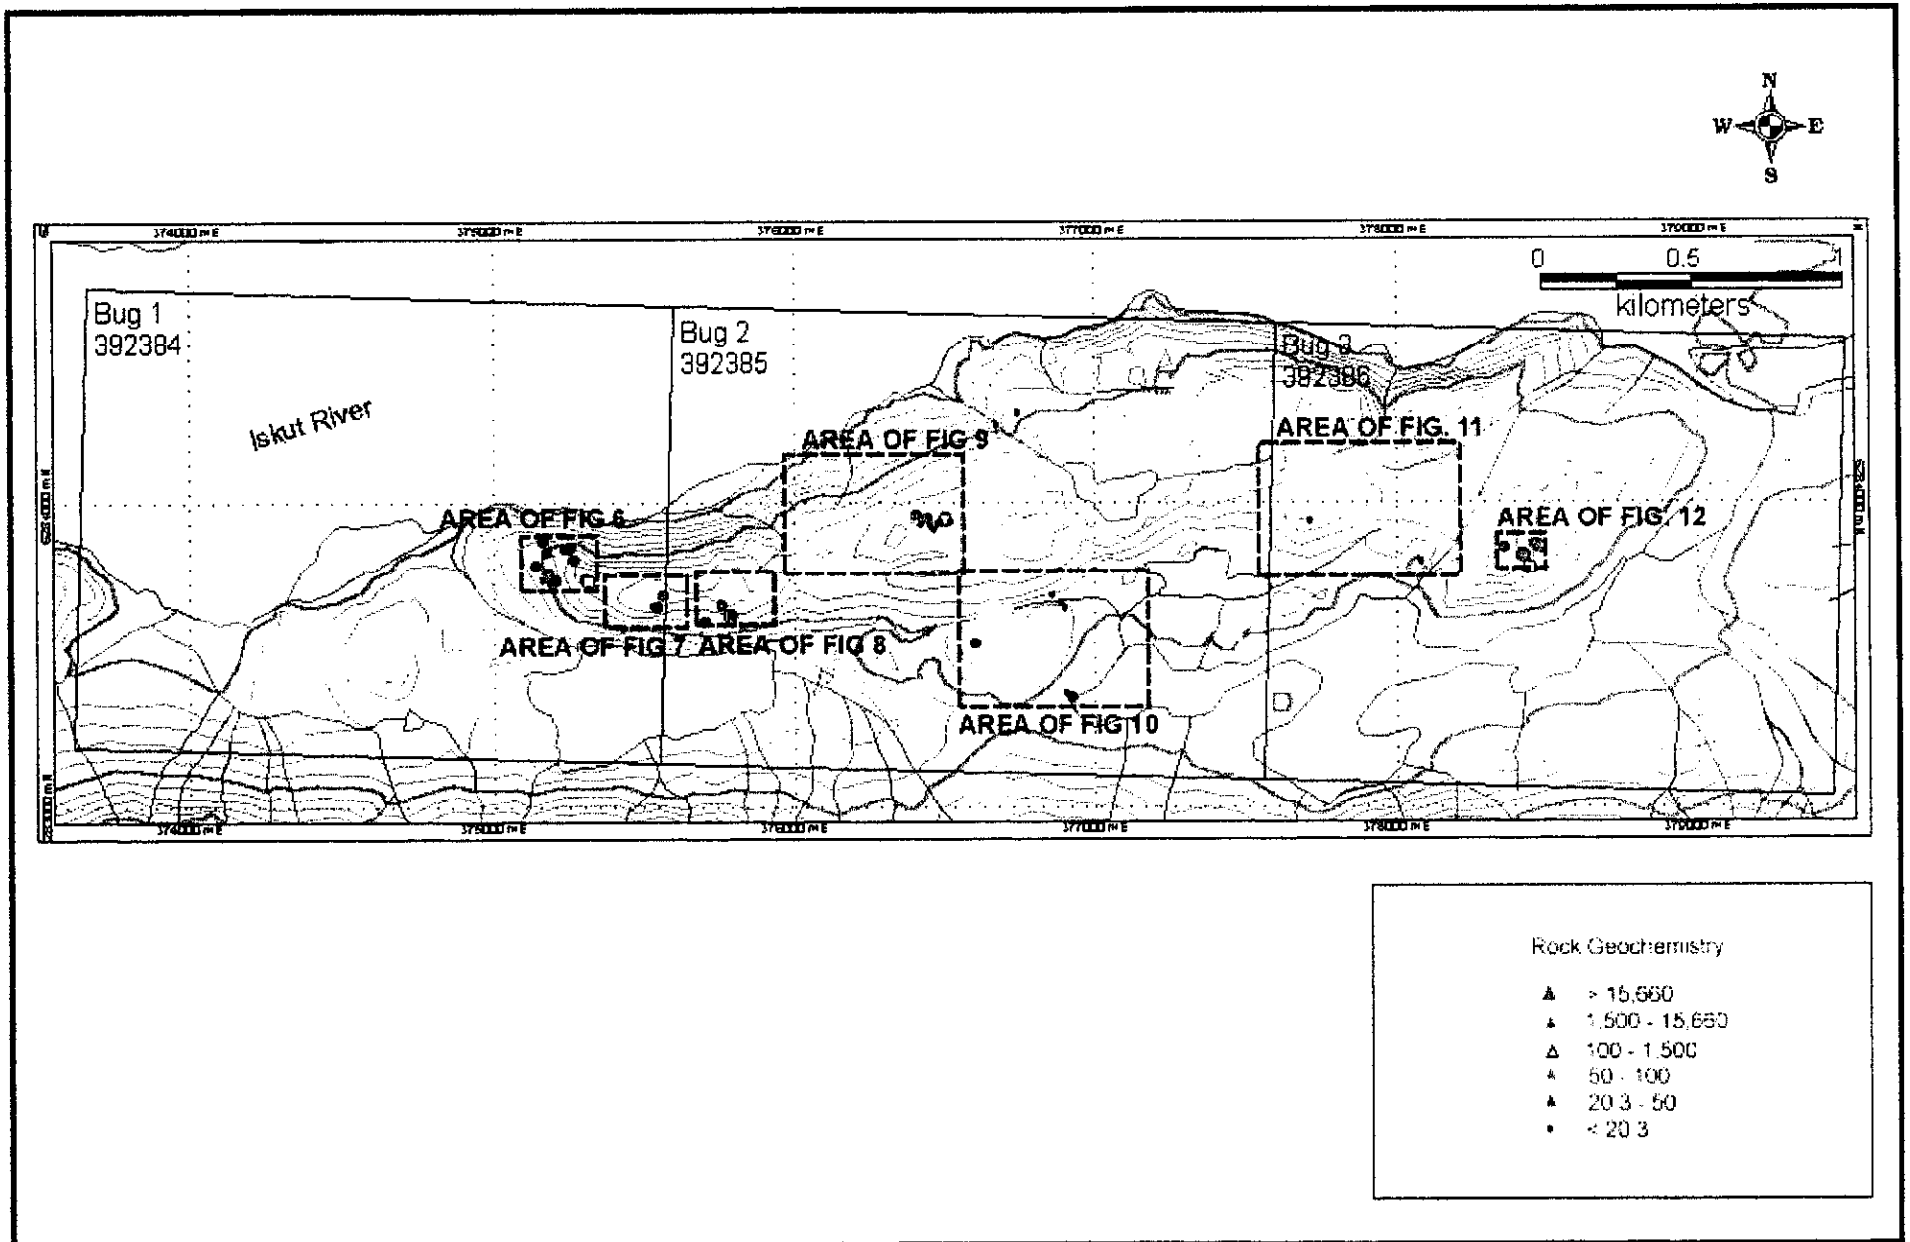 N
W E
S
374000 m E 375000 m E 376000 m E 377000 m E 378000 m E 379000 m E
0 0.5 1
kilometers
Bug 1
392384
Bug 2
392385
Bug 3
392386
Iskut River
AREA OF FIG 9
AREA OF FIG. 11
AREA OF FIG. 6
AREA OF FIG. 12
AREA OF FIG 7
AREA OF FIG 8
AREA OF FIG 10
374000 m E 375000 m E 376000 m E 377000 m E 378000 m E 379000 m E
Rock Geochemistry
> 15,660
1,500 - 15,660
100 - 1,500
50 - 100
20.3 - 50
< 20.3